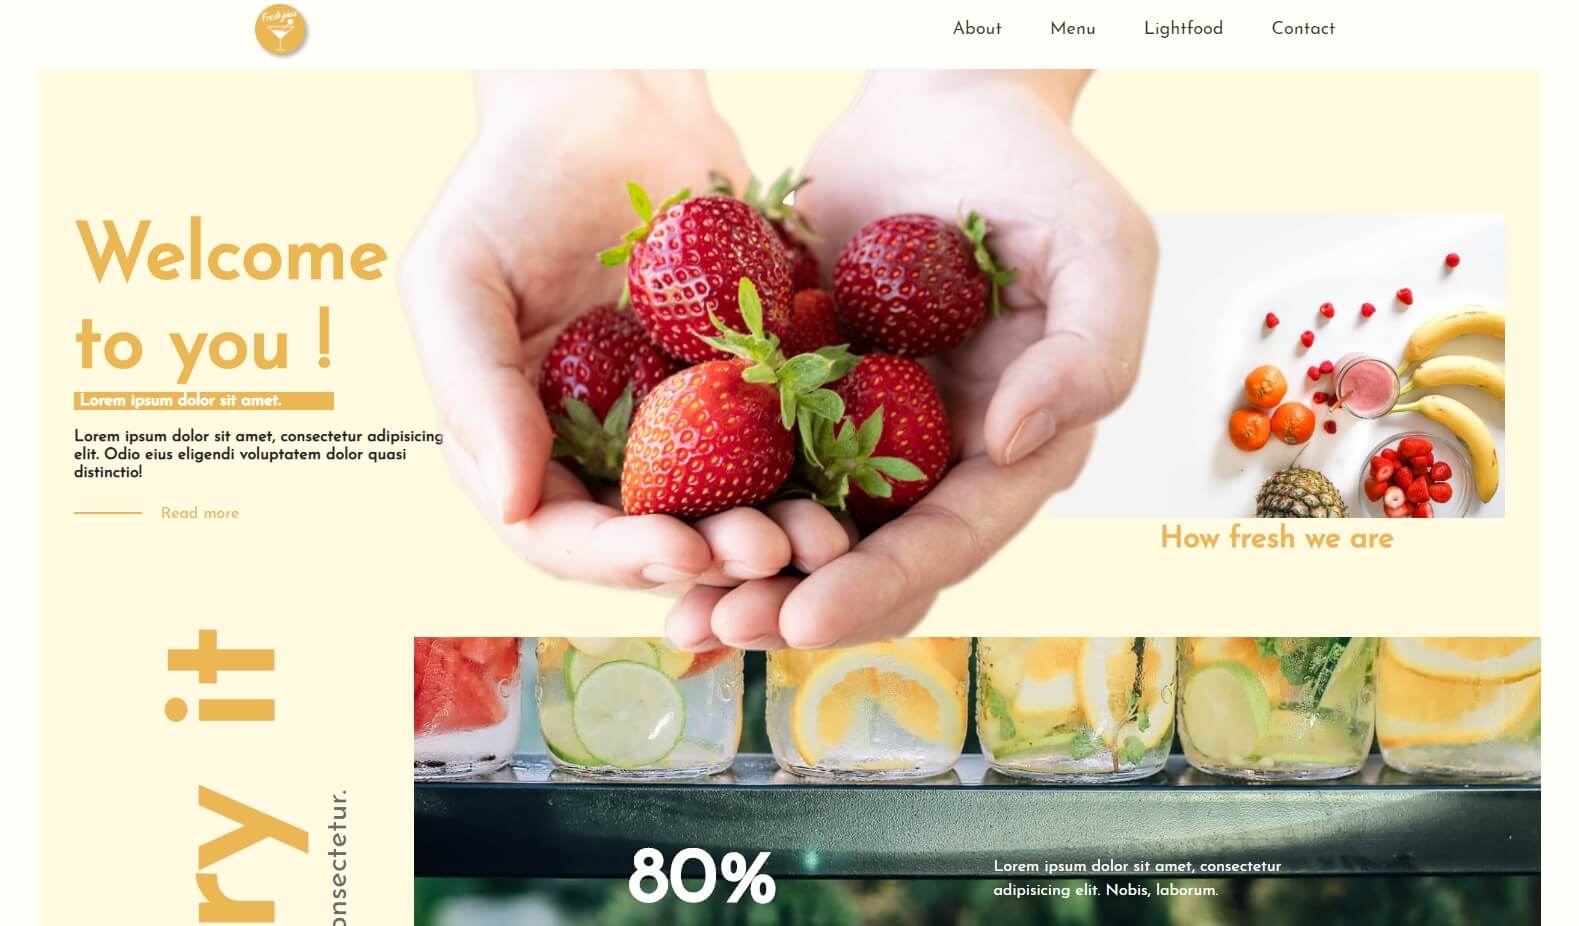 Fresh juice
About
Menu
Lightfood
Contact
Welcome
to you !
Lorem ipsum dolor sit amet.
Lorem ipsum dolor sit amet, consectetur adipisicing
elit. Odio eius eligendi voluptatem dolor quasi
distinctio!
Read more
How fresh we are
ry it
onsectetur.
80%
Lorem ipsum dolor sit amet, consectetur
adipisicing elit. Nobis, laborum.